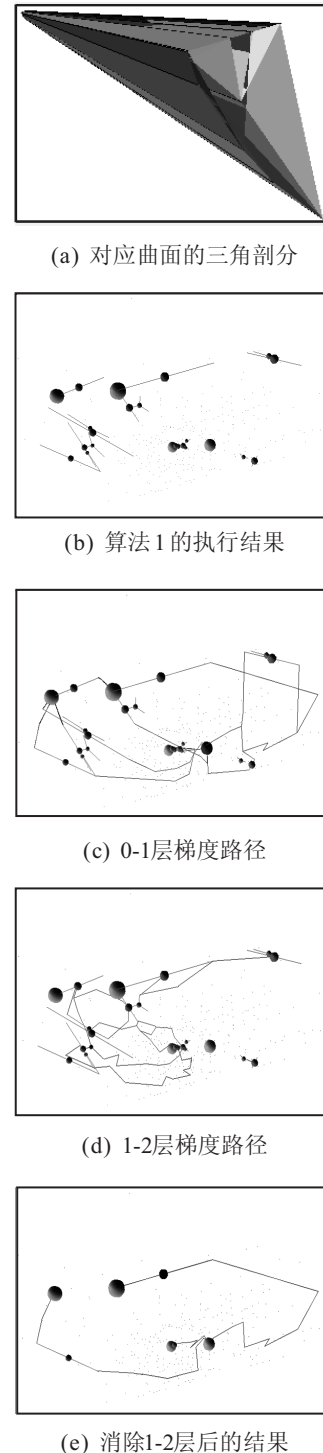 (a) 对应曲面的三角剖分
(b) 算法1的执行结果
(c) 0-1层梯度路径
(d) 1-2层梯度路径
(e) 消除1-2层后的结果